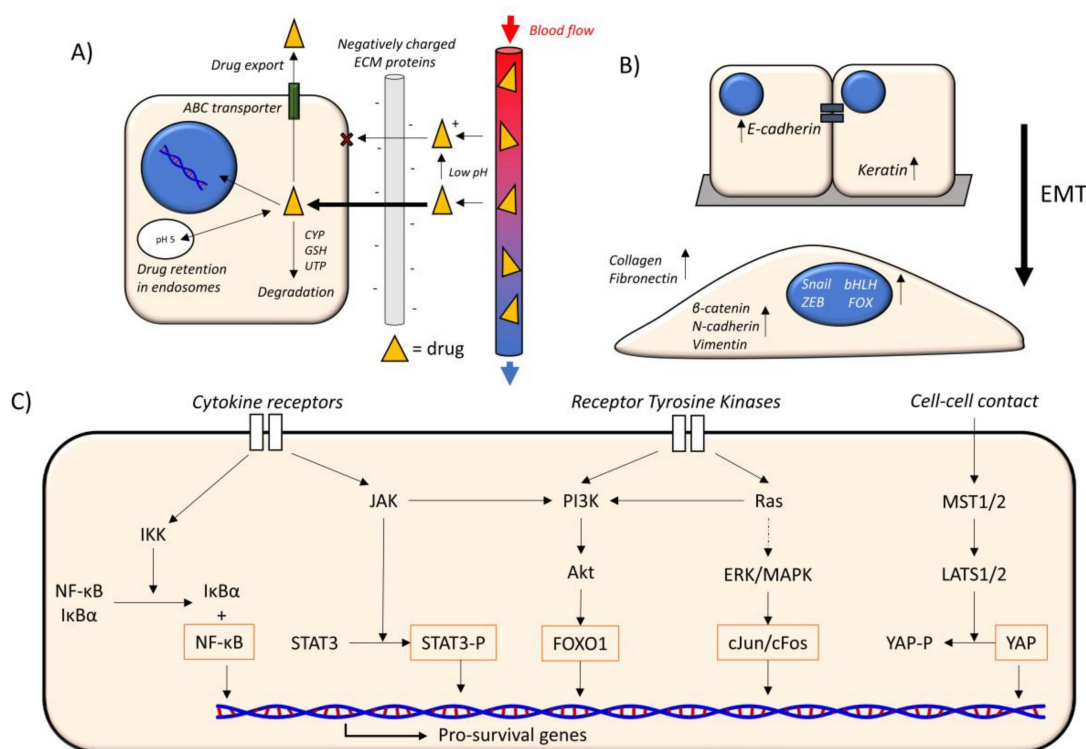 A)
Blood flow
Negatively charged
ECM proteins
Drug export
ABC transporter
+
Low pH
pH 5
CYP
GSH
UTP
Drug retention
in endosomes
Degradation
= drug
B)
E-cadherin
Keratin
EMT
Collagen
Fibronectin
Snail bHLH
ZEB FOX
β-catenin
N-cadherin
Vimentin
C)
Cytokine receptors
Receptor Tyrosine Kinases
Cell-cell contact
JAK
PI3K
Ras
MST1/2
IKK
Akt
ERK/MAPK
LATS1/2
NF-κB
IκBα
IκBα
+
NF-κB
STAT3
STAT3-P
FOXO1
cJun/cFos
YAP-P
YAP
Pro-survival genes